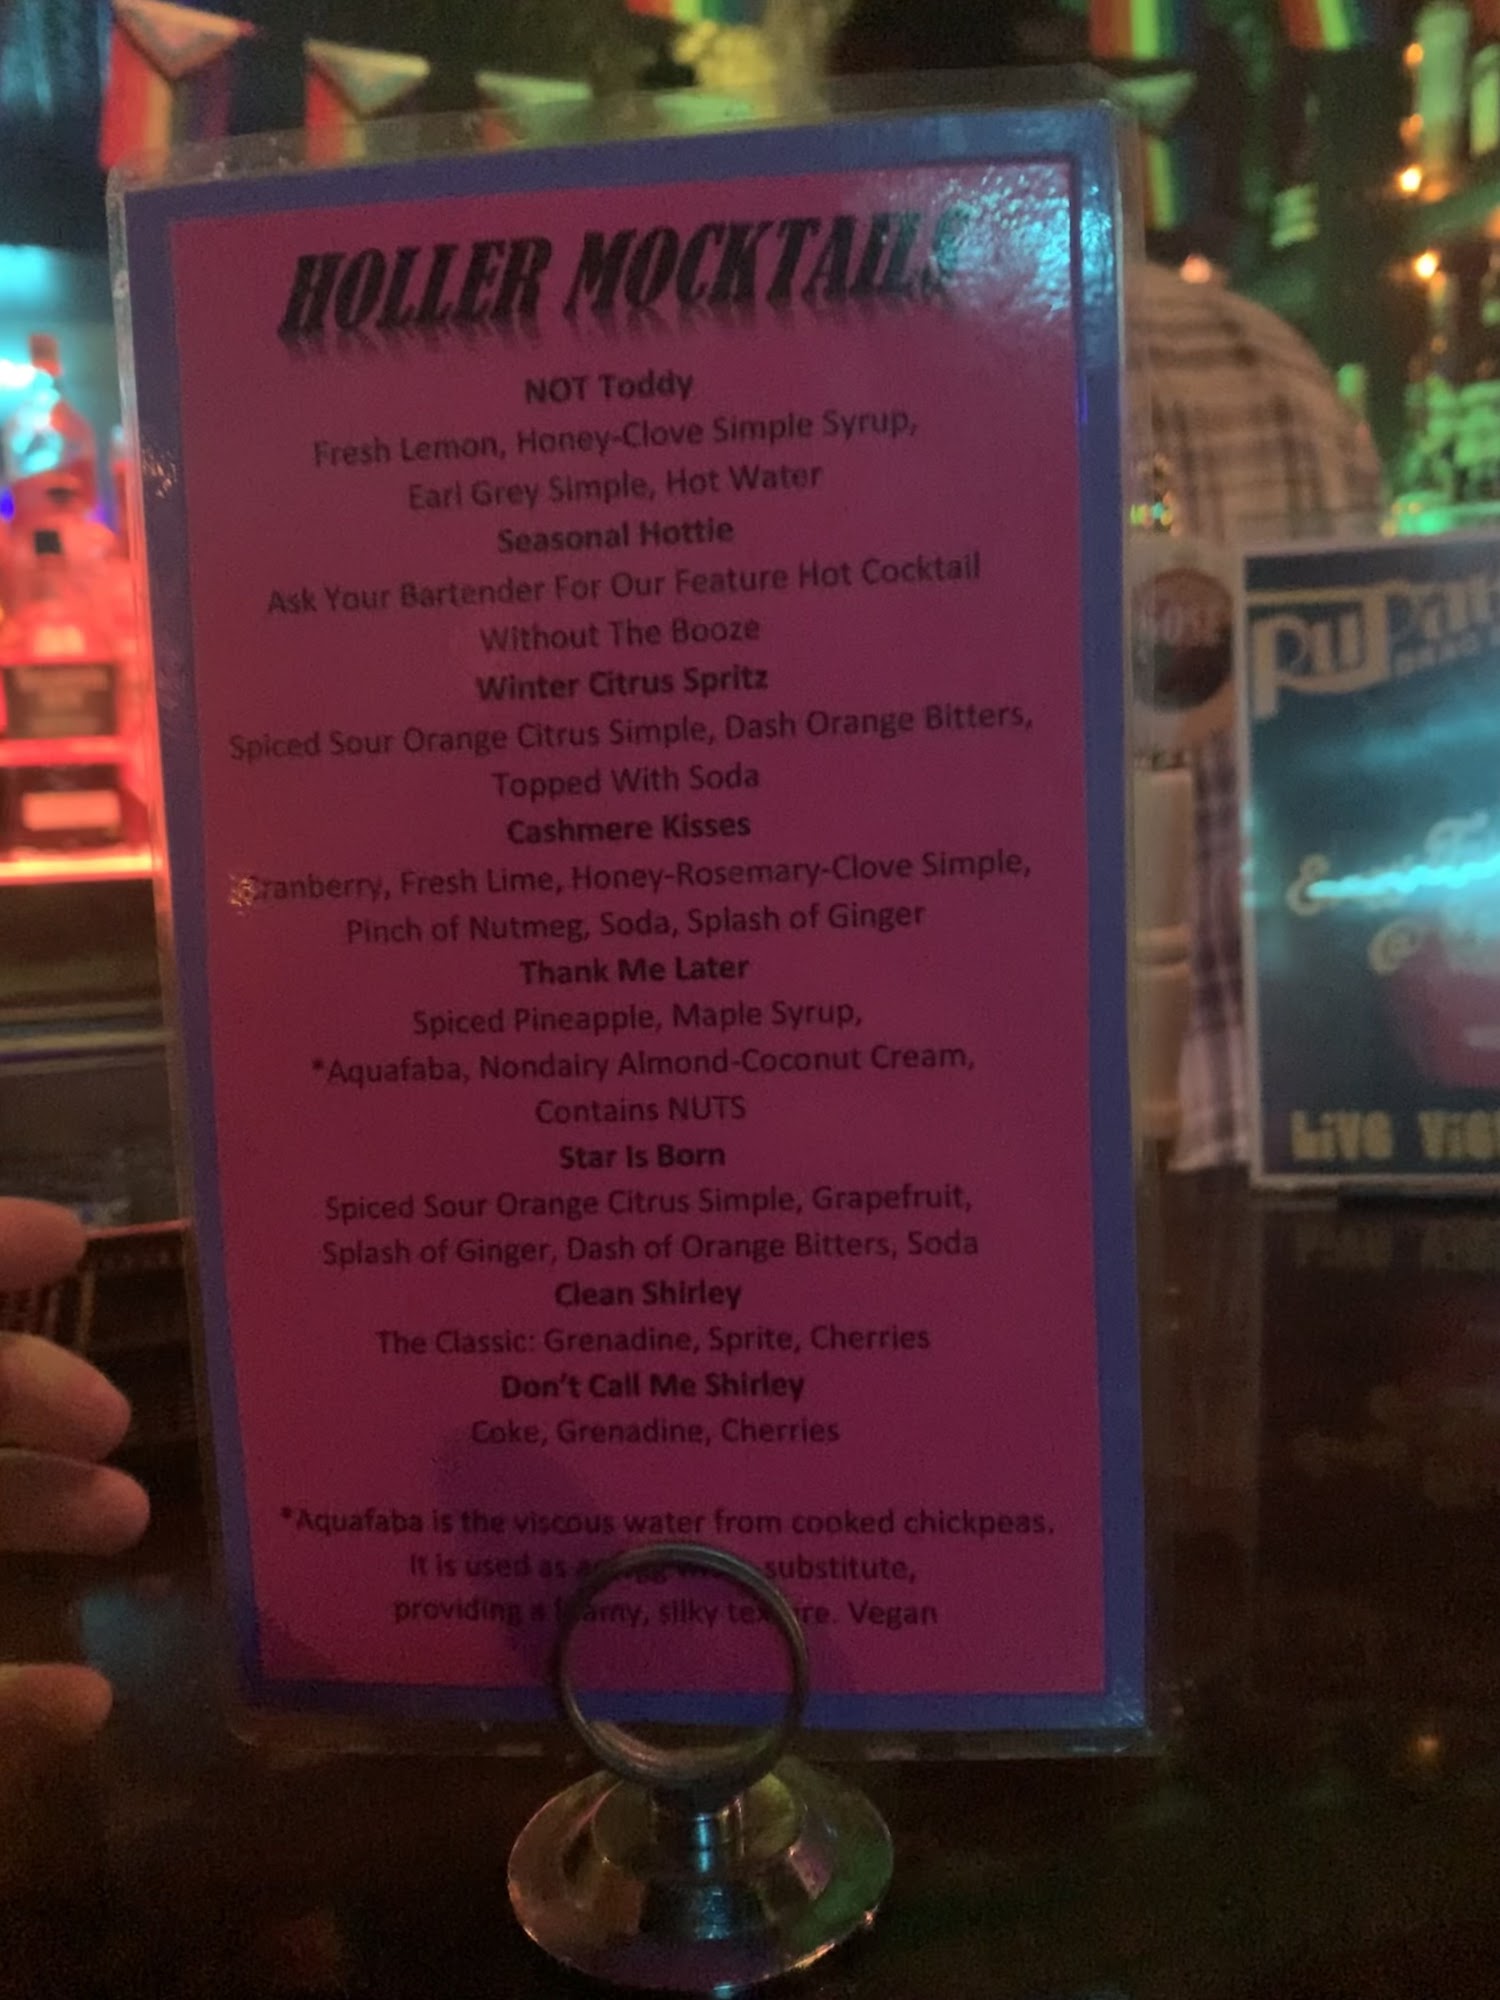 HOLLER MOCKTAILS
NOT Toddy
Fresh Lemon, Honey-Clove Simple Syrup,
Earl Grey Simple, Hot Water
Seasonal Hottie
Ask Your Bartender For Our Feature Hot Cocktail
Without The Booze
Winter Citrus Spritz
Spiced Sour Orange Citrus Simple, Dash Orange Bitters,
Topped With Soda
Cashmere Kisses
Cranberry, Fresh Lime, Honey-Rosemary-Clove Simple,
Pinch of Nutmeg, Soda, Splash of Ginger
Thank Me Later
Spiced Pineapple, Maple Syrup,
*Aquafaba, Nondairy Almond-Coconut Cream,
Contains NUTS
Star Is Born
Spiced Sour Orange Citrus Simple, Grapefruit,
Splash of Ginger, Dash of Orange Bitters, Soda
Clean Shirley
The Classic: Grenadine, Sprite, Cherries
Don't Call Me Shirley
Coke, Grenadine, Cherries
*Aquafaba is the viscous water from cooked chickpeas.
It is used as substitute,
providing a silky texture. Vegan
LIVE